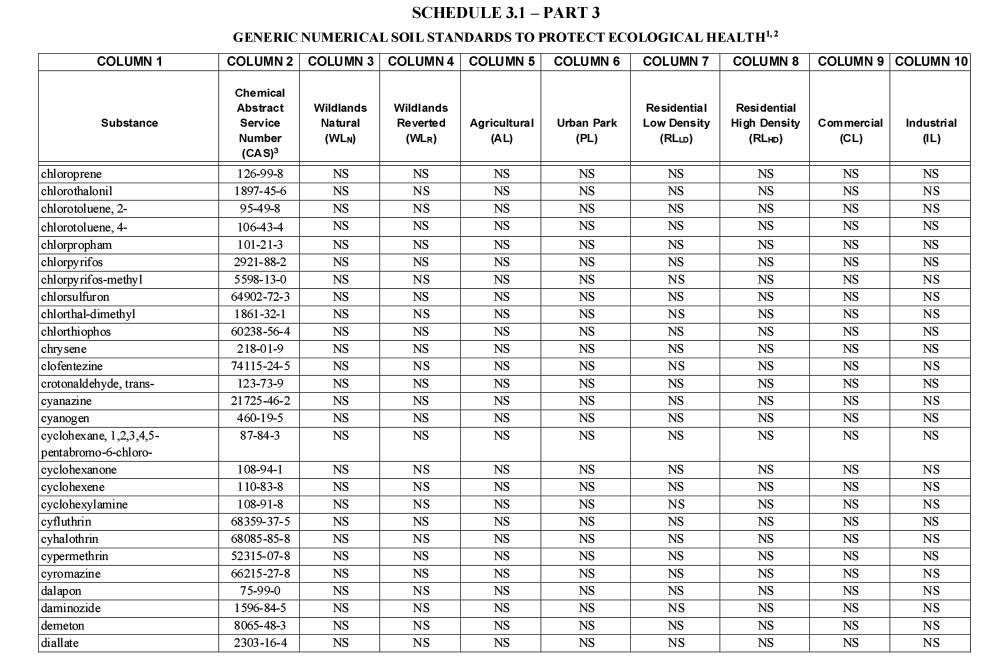 SCHEDULE 3.1 – PART 3
GENERIC NUMERICAL SOIL STANDARDS TO PROTECT ECOLOGICAL HEALTH1, 2
COLUMN 1 COLUMN 2 COLUMN 3 COLUMN 4 COLUMN 5 COLUMN 6 COLUMN 7 COLUMN 8 COLUMN 9 COLUMN 10
Substance Chemical Abstract Service Number (CAS)3 Wildlands Natural (WLN) Wildlands Reverted (WLR) Agricultural (AL) Urban Park (PL) Residential Low Density (RLLD) Residential High Density (RLHD) Commercial (CL) Industrial (IL)
chloroprene 126-99-8 NS NS NS NS NS NS NS NS
chlorothalonil 1897-45-6 NS NS NS NS NS NS NS NS
chlorotoluene, 2- 95-49-8 NS NS NS NS NS NS NS NS
chlorotoluene, 4- 106-43-4 NS NS NS NS NS NS NS NS
chlorpropham 101-21-3 NS NS NS NS NS NS NS NS
chlorpyrifos 2921-88-2 NS NS NS NS NS NS NS NS
chlorpyrifos-methyl 5598-13-0 NS NS NS NS NS NS NS NS
chlorsulfuron 64902-72-3 NS NS NS NS NS NS NS NS
chlorthal-dimethyl 1861-32-1 NS NS NS NS NS NS NS NS
chlorthiophos 60238-56-4 NS NS NS NS NS NS NS NS
chrysene 218-01-9 NS NS NS NS NS NS NS NS
clofentezine 74115-24-5 NS NS NS NS NS NS NS NS
crotonaldehyde, trans- 123-73-9 NS NS NS NS NS NS NS NS
cyanazine 21725-46-2 NS NS NS NS NS NS NS NS
cyanogen 460-19-5 NS NS NS NS NS NS NS NS
cyclohexane, 1,2,3,4,5- 87-84-3 NS NS NS NS NS NS NS NS
pentabromo-6-chloro-
cyclohexanone 108-94-1 NS NS NS NS NS NS NS NS
cyclohexene 110-83-8 NS NS NS NS NS NS NS NS
cyclohexylamine 108-91-8 NS NS NS NS NS NS NS NS
cyfluthrin 68359-37-5 NS NS NS NS NS NS NS NS
cyhalothrin 68085-85-8 NS NS NS NS NS NS NS NS
cypermethrin 52315-07-8 NS NS NS NS NS NS NS NS
cyromazine 66215-27-8 NS NS NS NS NS NS NS NS
dalapon 75-99-0 NS NS NS NS NS NS NS NS
daminozide 1596-84-5 NS NS NS NS NS NS NS NS
demeton 8065-48-3 NS NS NS NS NS NS NS NS
diallate 2303-16-4 NS NS NS NS NS NS NS NS